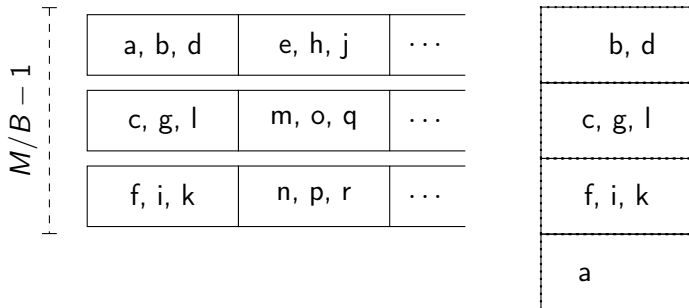 M/B − 1
a, b, d e, h, j ···
c, g, l m, o, q ···
f, i, k n, p, r ···
b, d
c, g, l
f, i, k
a